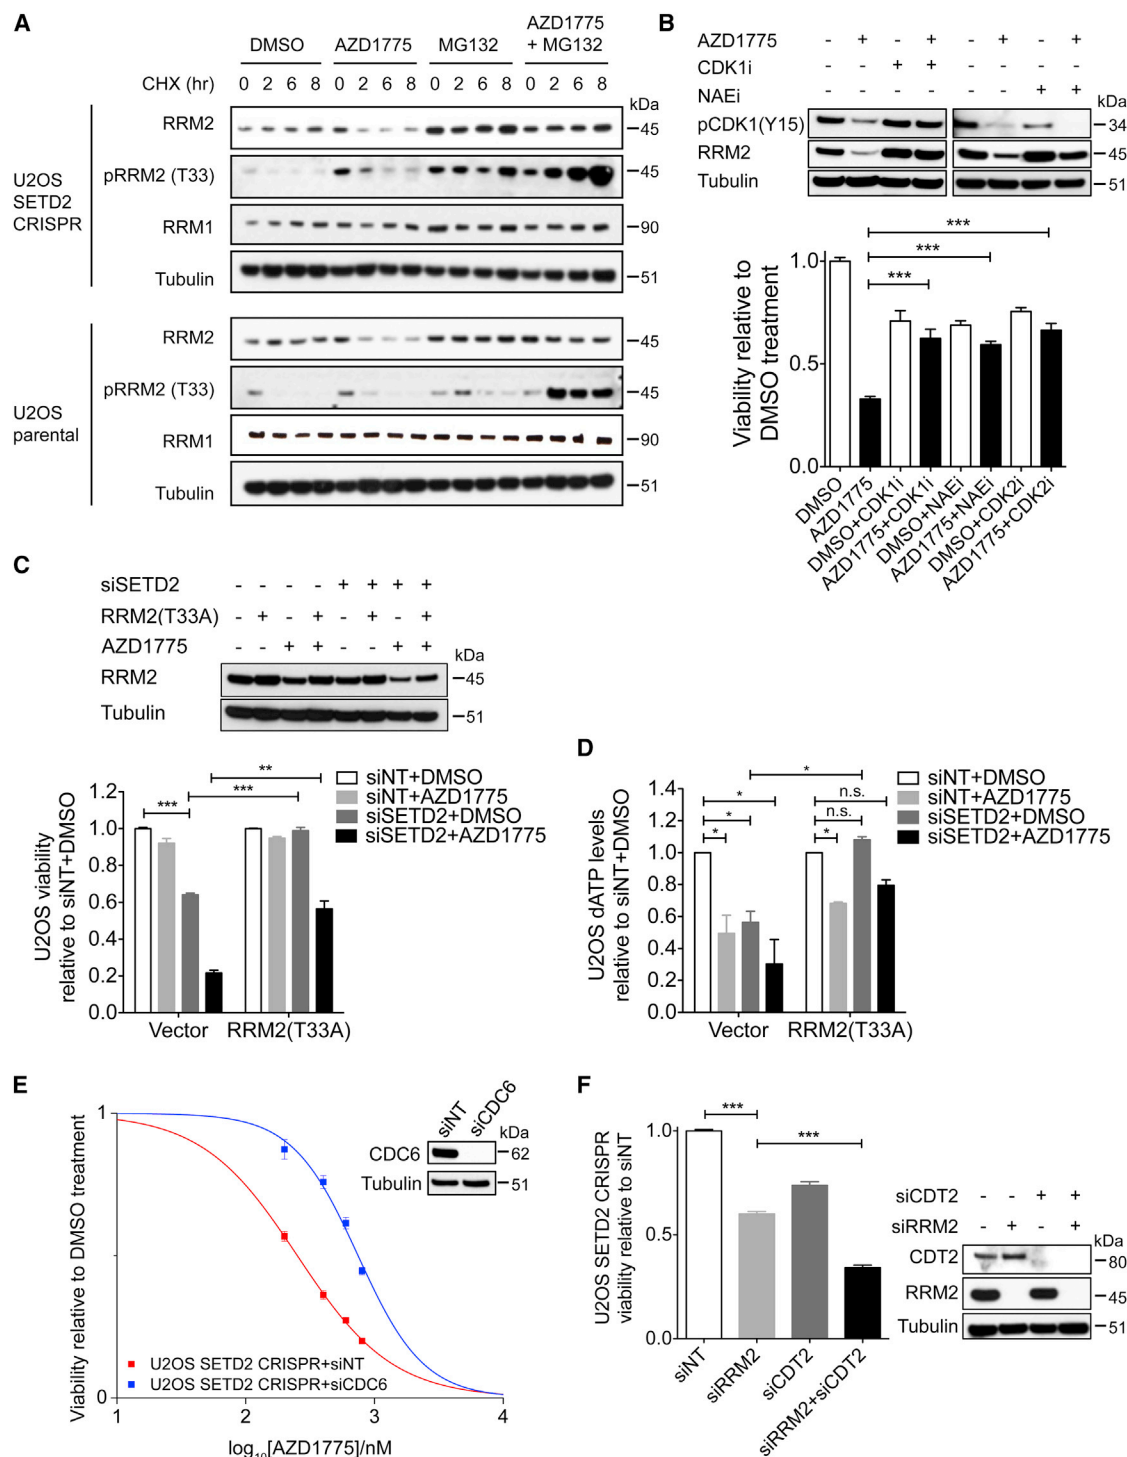 A
DMSO
AZD1775
MG132
AZD1775
+ MG132
CHX (hr)
0 2 6 8 0 2 6 8 0 2 6 8 0 2 6 8
kDa
U2OS
SETD2
CRISPR
RRM2
45
pRRM2 (T33)
45
RRM1
90
Tubulin
51
U2OS
parental
RRM2
45
pRRM2 (T33)
45
RRM1
90
Tubulin
51
B
AZD1775 - + - + - + - +
CDK1i - - + + - - - -
NAEi - - - - - - + +
kDa
pCDK1(Y15)
34
RRM2
45
Tubulin
51
***
***
***
Viability relative to
DMSO treatment
1.0
0.5
0.0
DMSO
AZD1775
DMSO+CDK1i
AZD1775+CDK1i
DMSO+NAEi
AZD1775+NAEi
DMSO+CDK2i
AZD1775+CDK2i
C
siSETD2 - - - - + + + +
RRM2(T33A) - + - + - + - +
AZD1775 - - + + - - + +
kDa
RRM2
45
Tubulin
51
U2OS viability
relative to siNT+DMSO
1.2
1.0
0.8
0.6
0.4
0.2
0.0
**
***
***
siNT+DMSO
siNT+AZD1775
siSETD2+DMSO
siSETD2+AZD1775
Vector
RRM2(T33A)
D
U2OS dATP levels
relative to siNT+DMSO
1.4
1.2
1.0
0.8
0.6
0.4
0.2
0.0
*
*
*
*
n.s.
n.s.
*
siNT+DMSO
siNT+AZD1775
siSETD2+DMSO
siSETD2+AZD1775
Vector
RRM2(T33A)
E
Viability relative to DMSO treatment
1
0
siNT
siCDC6
kDa
CDC6
62
Tubulin
51
U2OS SETD2 CRISPR+siNT
U2OS SETD2 CRISPR+siCDC6
1 2 3 4
log10[AZD1775]/nM
F
U2OS SETD2 CRISPR
viability relative to siNT
1.0
0.5
0.0
***
***
siNT
siRRM2
siCDT2
siRRM2+siCDT2
siCDT2 - - + +
siRRM2 - + - +
kDa
CDT2
80
RRM2
45
Tubulin
51